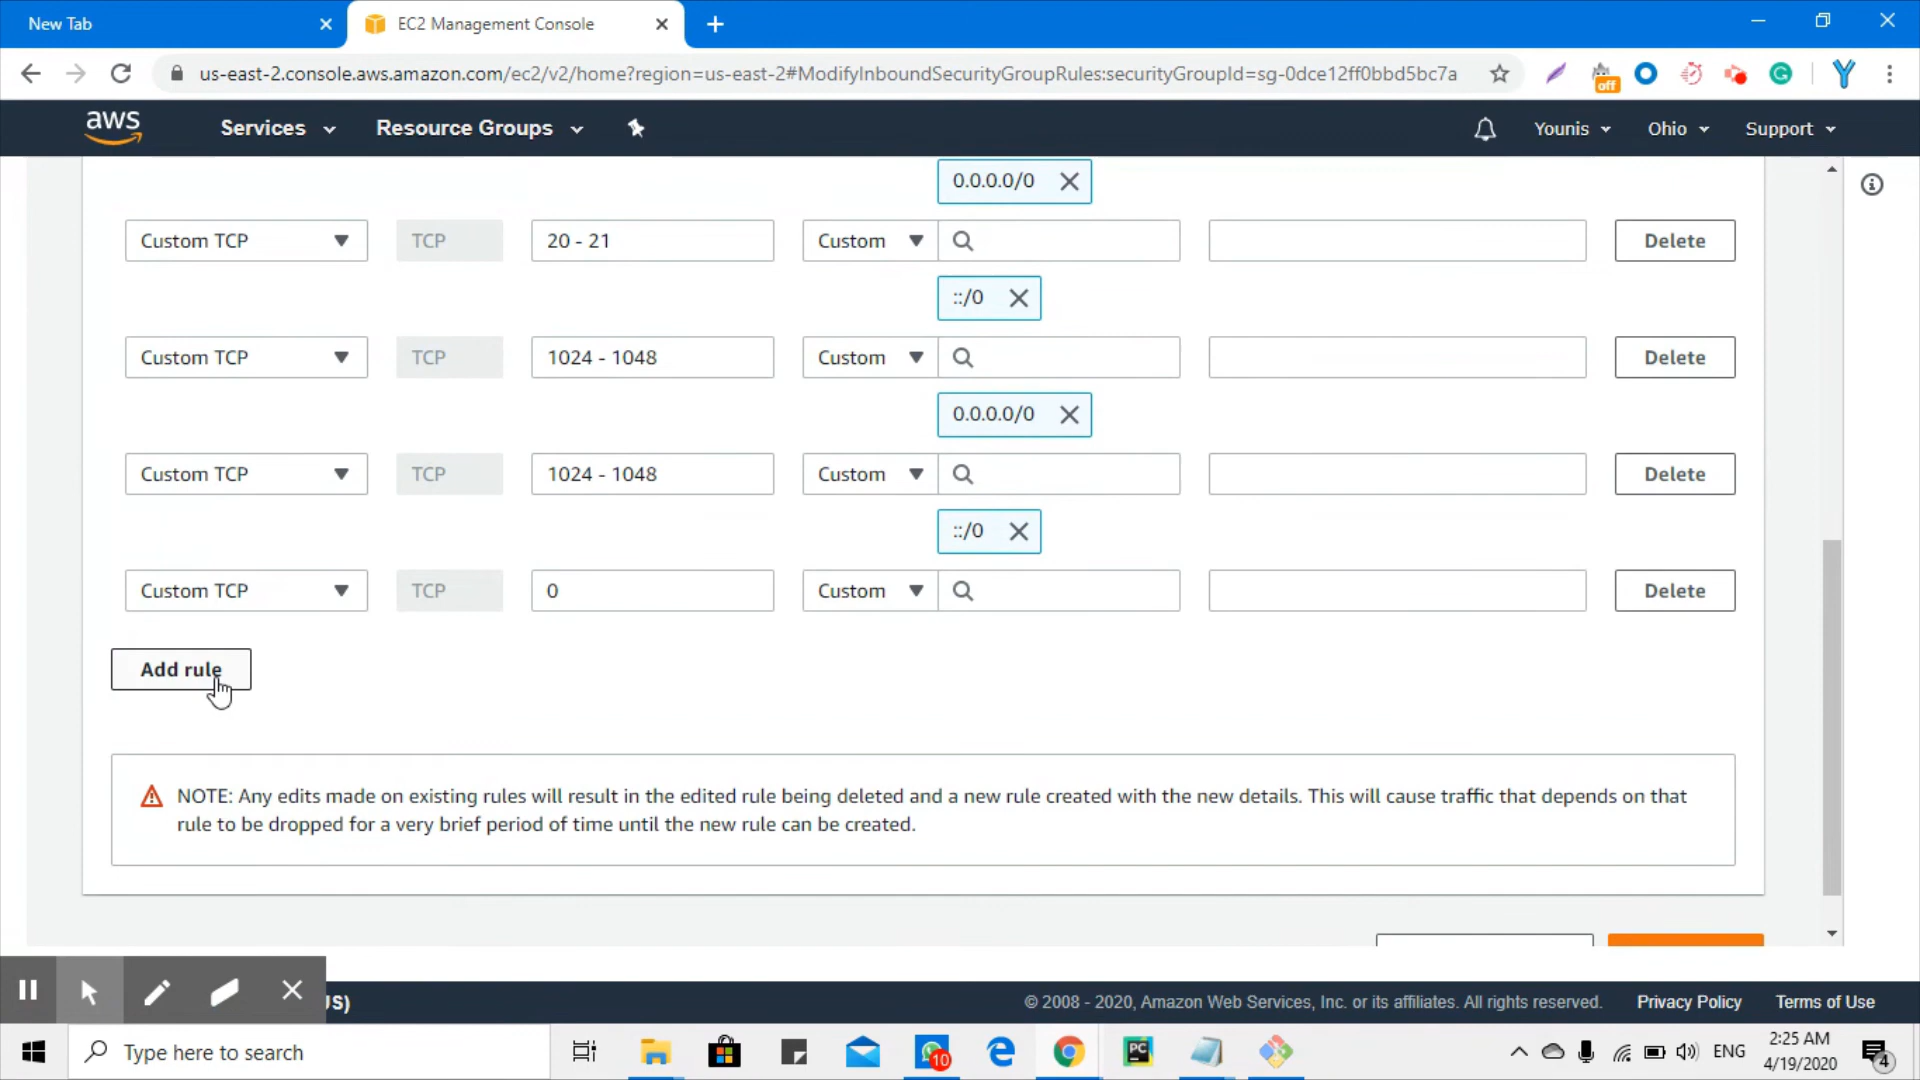 New Tab
EC2 Management Console
us-east-2.console.aws.amazon.com/ec2/v2/home?region=us-east-2#ModifyInboundSecurityGroupRules:securityGroupId=sg-0dce12ff0bbd5bc7a
off
aws
Services
Resource Groups
Younis
Ohio
Support
0.0.0.0/0
Custom TCP
TCP
20 - 21
Custom
Delete
::/0
Custom TCP
TCP
1024 - 1048
Custom
Delete
0.0.0.0/0
Custom TCP
TCP
1024 - 1048
Custom
Delete
::/0
Custom TCP
TCP
0
Custom
Delete
Add rule
NOTE: Any edits made on existing rules will result in the edited rule being deleted and a new rule created with the new details. This will cause traffic that depends on that
rule to be dropped for a very brief period of time until the new rule can be created.
US)
© 2008 - 2020, Amazon Web Services, Inc. or its affiliates. All rights reserved.
Privacy Policy
Terms of Use
Type here to search
10
PC
ENG
2:25 AM
4/19/2020
4